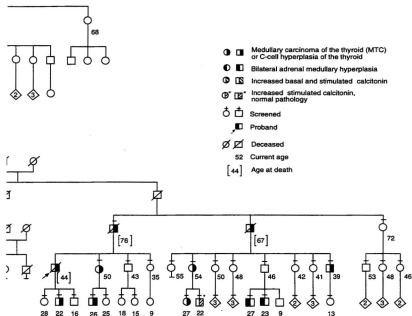 68
2 3
Medullary carcinoma of the thyroid (MTC)
or C-cell hyperplasia of the thyroid
Bilateral adrenal medullary hyperplasia
Increased basal and stimulated calcitonin
Increased stimulated calcitonin,
normal pathology
Screened
Proband
Deceased
52 Current age
[44] Age at death
[76] [67] 72
[44] 50 43 35 55 54 48 50 46 42 41 39 53 48 46
2 3 2 3 2 3 2
28 22 16 26 25 18 15 9 27 22 27 23 9 13